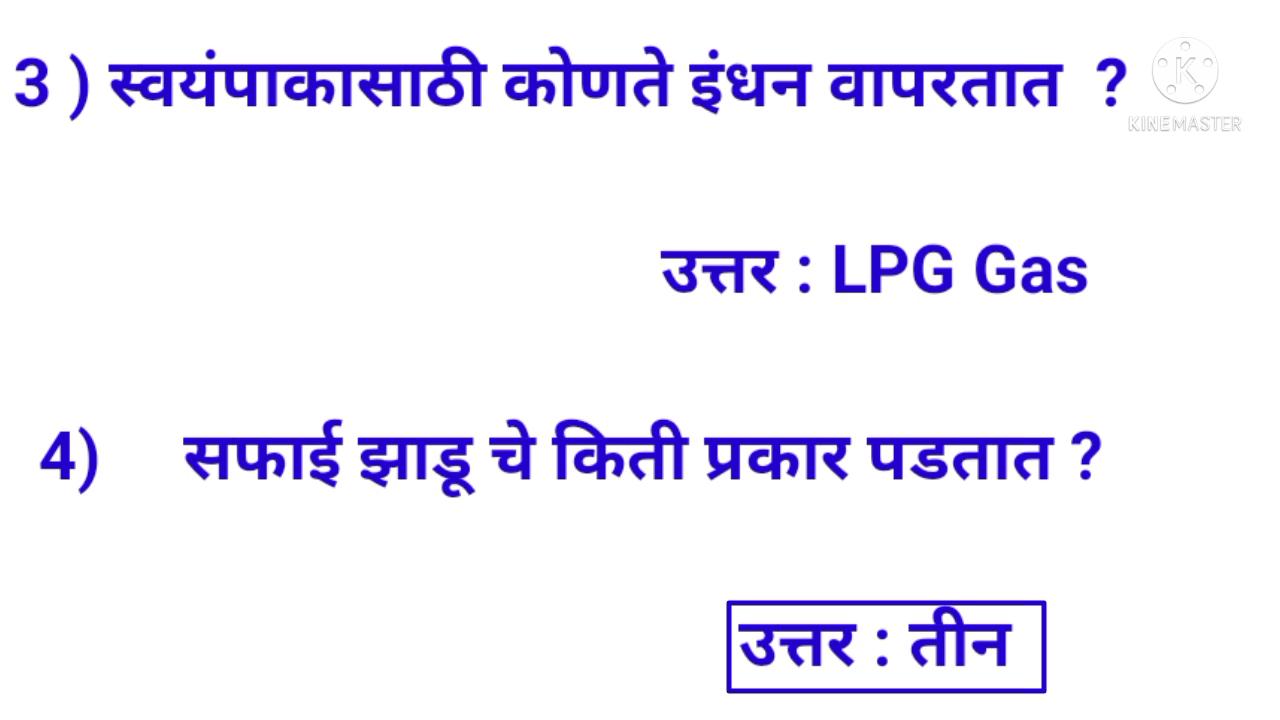 3 ) स्वयंपाकासाठी कोणते इंधन वापरतात ?
KINEMASTER
उत्तर : LPG Gas
4) सफाई झाडू चे किती प्रकार पडतात ?
उत्तर : तीन